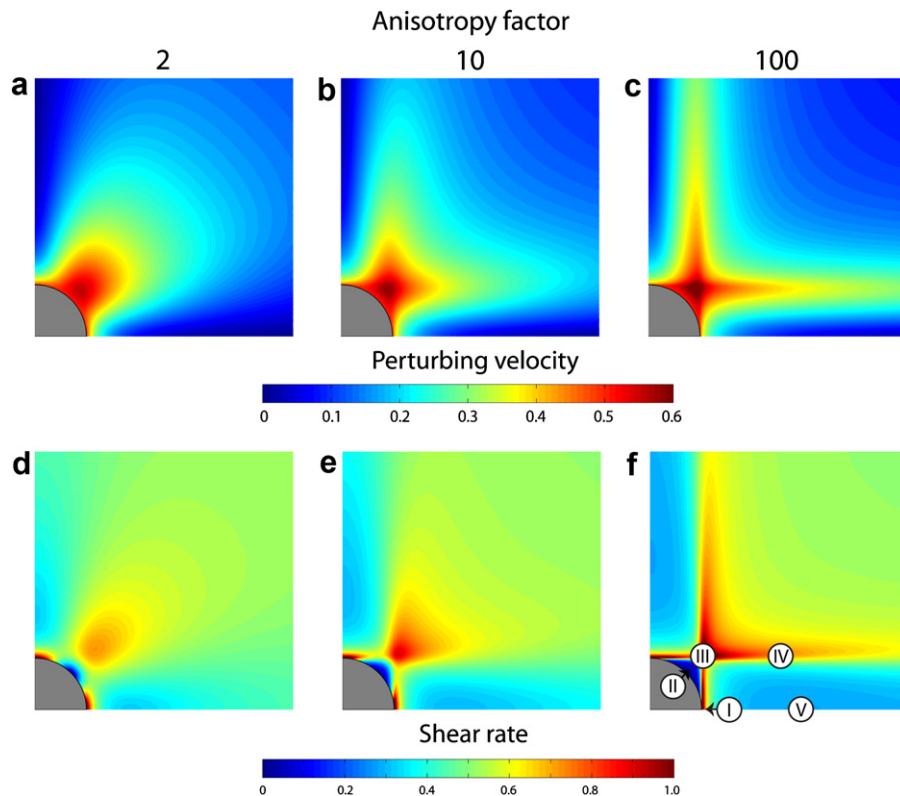 Anisotropy factor
2 10 100
a b c
Perturbing velocity
0 0.1 0.2 0.3 0.4 0.5 0.6
d e f
III IV
II
I V
Shear rate
0 0.2 0.4 0.6 0.8 1.0